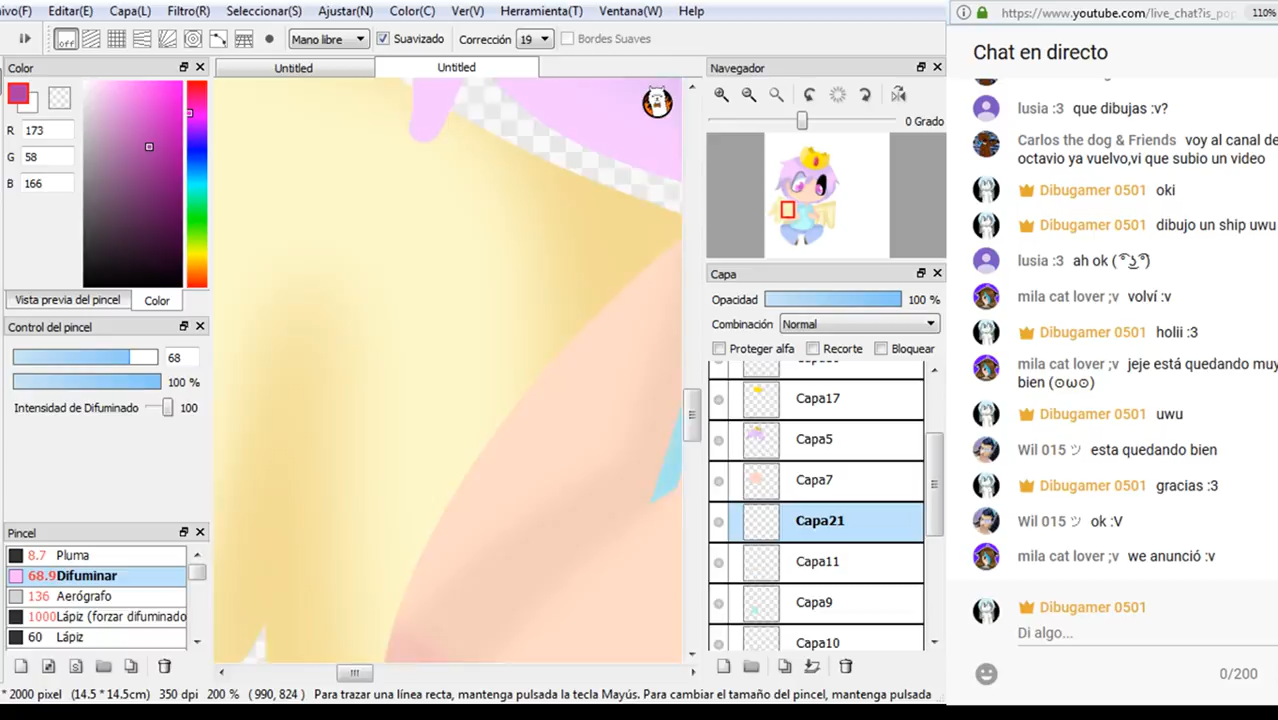 ivo(F) Editar(E) Capa(L) Filtro(R) Seleccionar(S) Ajustar(N) Color(C) Ver(V) Herramienta(T) Ventana(W) Help
off Mano libre Suavizado Corrección 19 Bordes Suaves
Color
R 173
G 58
B 166
Vista previa del pincel Color
Control del pincel
68
100 %
Intensidad de Difuminado 100
Pincel
8.7 Pluma
68.9 Difuminar
136 Aerógrafo
1000 Lápiz (forzar difuminado
60 Lápiz
Untitled Untitled
Navegador
0 Grado
Capa
Opacidad 100 %
Combinación Normal
Proteger alfa Recorte Bloquear
Capa17
Capa5
Capa7
Capa21
Capa11
Capa9
Capa10
* 2000 pixel (14.5 * 14.5cm) 350 dpi 200 % (990, 824) Para trazar una línea recta, mantenga pulsada la tecla Mayús. Para cambiar el tamaño del pincel, mantenga pulsada
https://www.youtube.com/live_chat?is_pop 110%
Chat en directo
lusia :3 que dibujas :v?
Carlos the dog & Friends voy al canal de
octavio ya vuelvo,vi que subio un video
Dibugamer 0501 oki
Dibugamer 0501 dibujo un ship uwu
lusia :3 ah ok ( ͡° ͜ʖ ͡°)
mila cat lover ;v volví :v
Dibugamer 0501 holii :3
mila cat lover ;v jeje está quedando muy
bien (⊙ω⊙)
Dibugamer 0501 uwu
Wil 015 ツ esta quedando bien
Dibugamer 0501 gracias :3
Wil 015 ツ ok :V
mila cat lover ;v we anunció :v
Dibugamer 0501
Di algo...
0/200